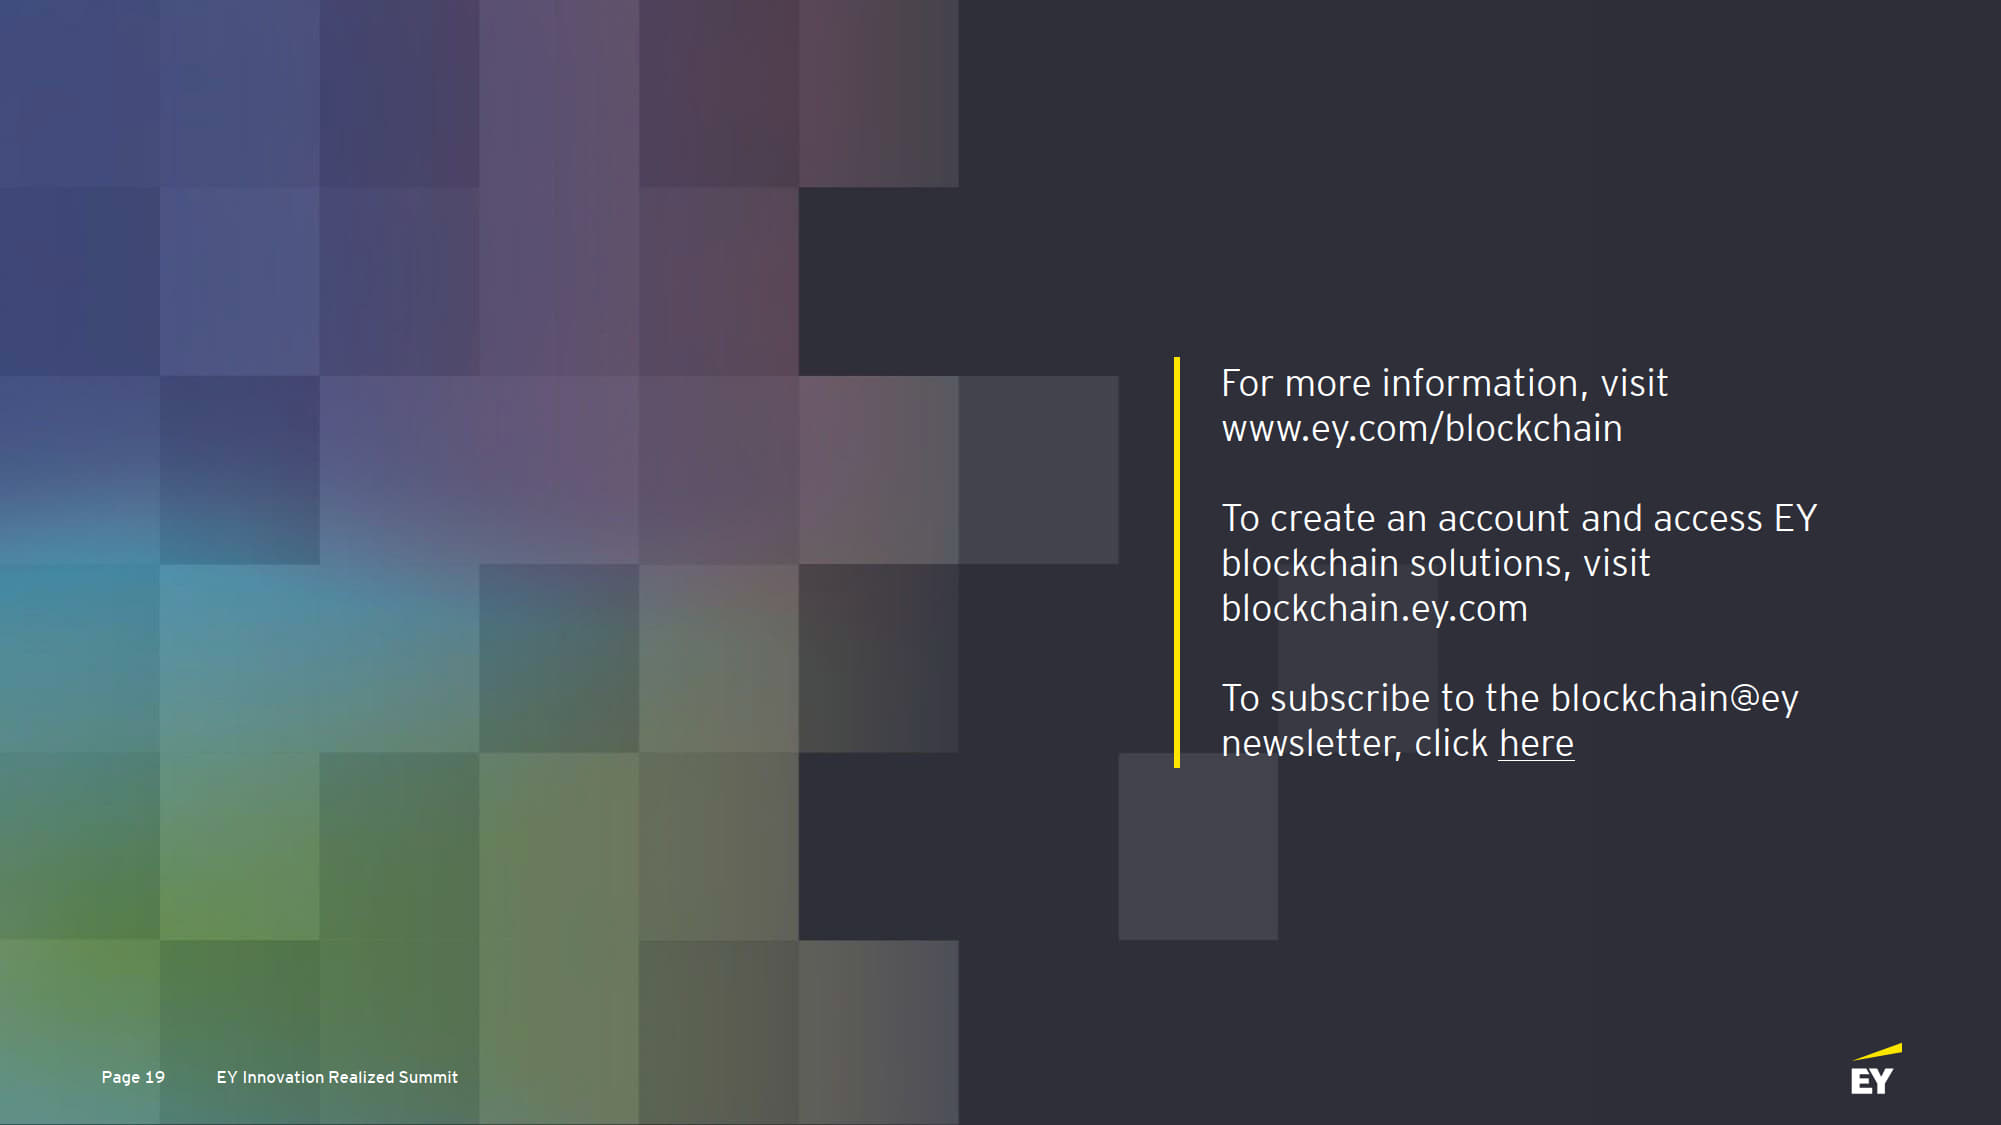 For more information, visit
www.ey.com/blockchain
To create an account and access EY
blockchain solutions, visit
blockchain.ey.com
To subscribe to the blockchain@ey
newsletter, click here
Page 19 EY Innovation Realized Summit
EY